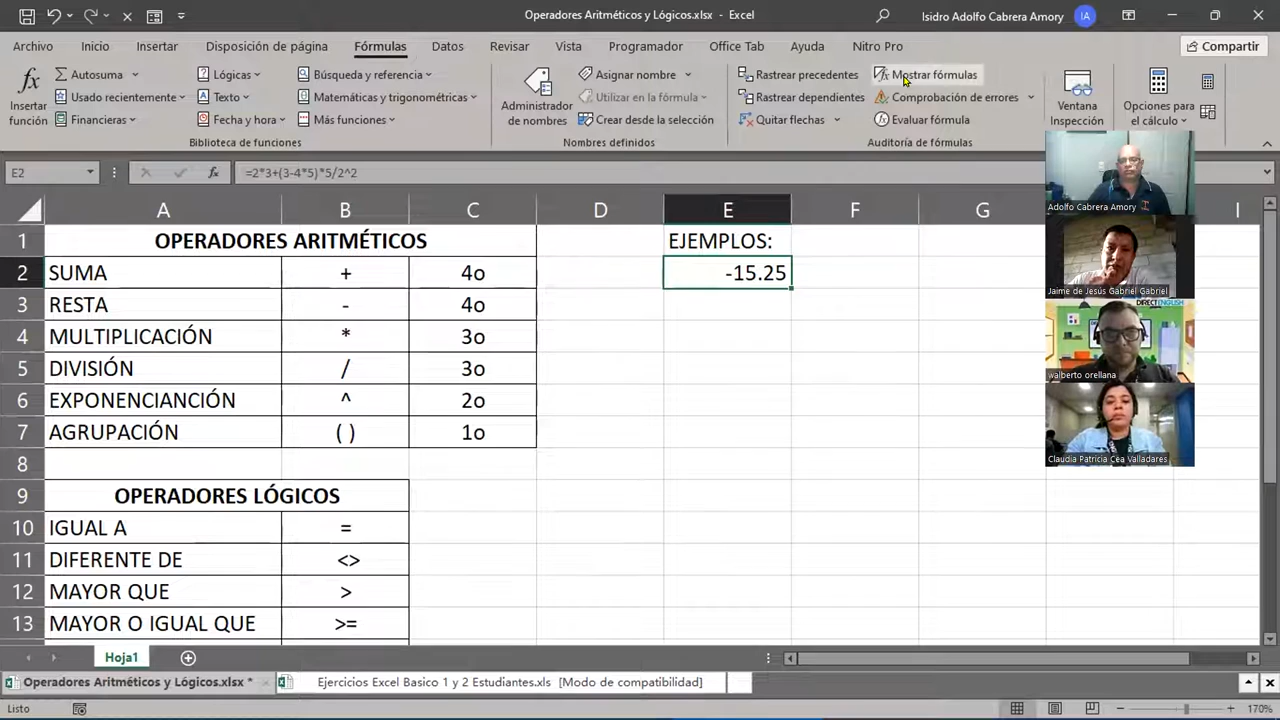 Operadores Aritméticos y Lógicos.xlsx - Excel
Isidro Adolfo Cabrera Amory
IA
Archivo Inicio Insertar Disposición de página Fórmulas Datos Revisar Vista Programador Office Tab Ayuda Nitro Pro Compartir
fx Insertar función
Autosuma
Usado recientemente
Financieras
Lógicas
Texto
Fecha y hora
Búsqueda y referencia
Matemáticas y trigonométricas
Más funciones
Biblioteca de funciones
Administrador de nombres
Asignar nombre
Utilizar en la fórmula
Crear desde la selección
Nombres definidos
Rastrear precedentes
Rastrear dependientes
Quitar flechas
Mostrar fórmulas
Comprobación de errores
Evaluar fórmula
Auditoría de fórmulas
Ventana Inspección
Opciones para el cálculo
E2 fx =2*3+(3-4*5)*5/2^2
A B C D E F G I
1 OPERADORES ARITMÉTICOS EJEMPLOS:
2 SUMA + 4o -15.25
3 RESTA - 4o
4 MULTIPLICACIÓN * 3o
5 DIVISIÓN / 3o
6 EXPONENCIANCIÓN ^ 2o
7 AGRUPACIÓN ( ) 1o
8
9 OPERADORES LÓGICOS
10 IGUAL A =
11 DIFERENTE DE <>
12 MAYOR QUE >
13 MAYOR O IGUAL QUE >=
Adolfo Cabrera Amory
Jaime de Jesús Gabriel Gabriel
DIRECTENGLISH
walberto orellana
Claudia Patricia Cea Valladares
Hoja1
Operadores Aritméticos y Lógicos.xlsx *
Ejercicios Excel Basico 1 y 2 Estudiantes.xls [Modo de compatibilidad]
Listo
170%